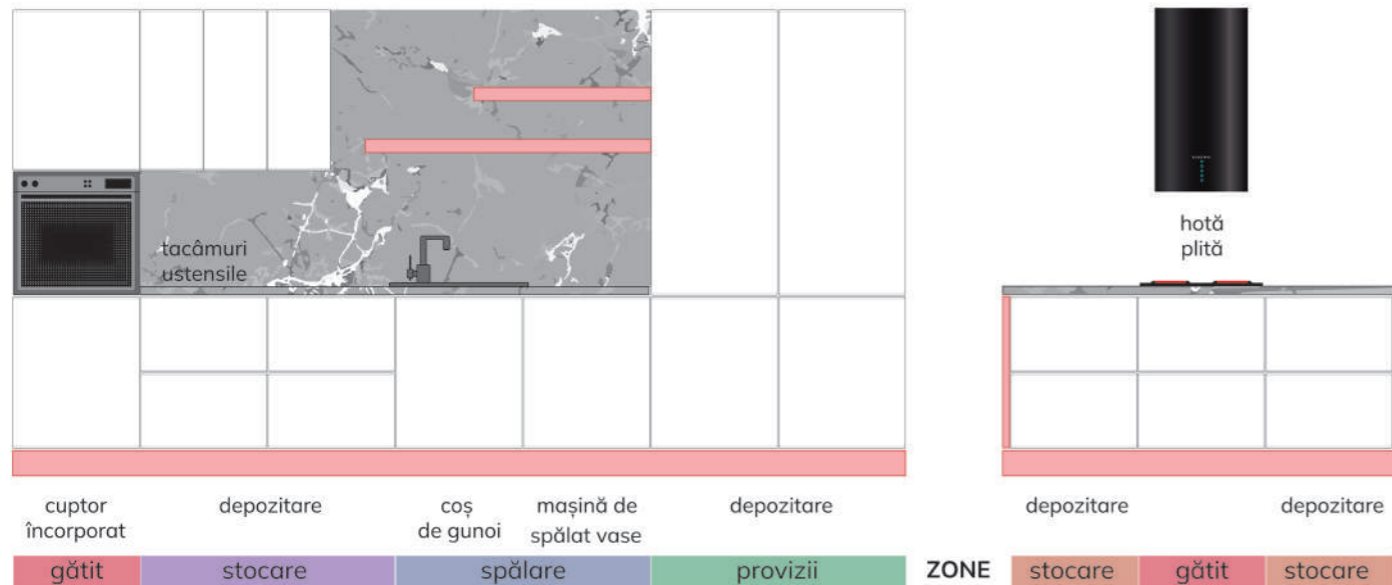 hotă
plită
tacâmuri
ustensile
cuptor
încorporat
depozitare
coș
de gunoi
mașină de
spălat vase
depozitare
depozitare
depozitare
gătit
stocare
spălare
provizii
ZONE
stocare
gătit
stocare